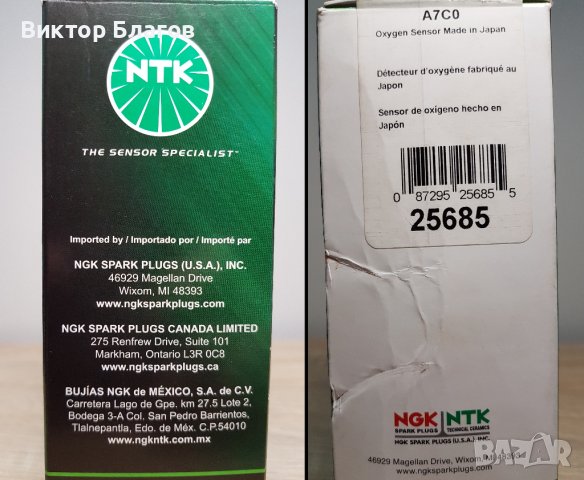 Виктор Благов
NTK
THE SENSOR SPECIALIST™
Imported by / Importado por / Importé par
NGK SPARK PLUGS (U.S.A.), INC.
46929 Magellan Drive
Wixom, MI 48393
www.ngksparkplugs.com
NGK SPARK PLUGS CANADA LIMITED
275 Renfrew Drive, Suite 101
Markham, Ontario L3R 0C8
www.ngksparkplugs.ca
BUJÍAS NGK de MÉXICO, S.A. de C.V.
Carretera Lago de Gpe. km 27.5 Lote 2,
Bodega 3-A Col. San Pedro Barrientos,
Tlalnepantla, Edo. de Méx. C.P.54010
www.ngkntk.com.mx
A7C0
Oxygen Sensor Made in Japan
Détecteur d'oxygène fabriqué au
Japon
Sensor de oxígeno hecho en
Japón
0 87295 25685 5
25685
NGK NTK
SPARK PLUGS TECHNICAL CERAMICS
NGK SPARK PLUGS (U.S.A.), INC.
46929 Magellan Drive, Wixom, MI 48393
www.ngksparkplugs.com
BAZAR